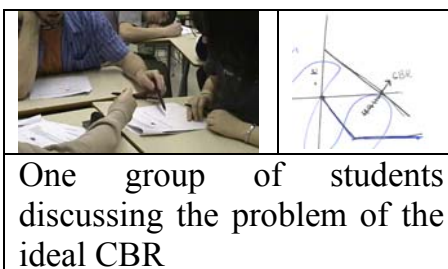 CBR
One group of students
discussing the problem of the
ideal CBR